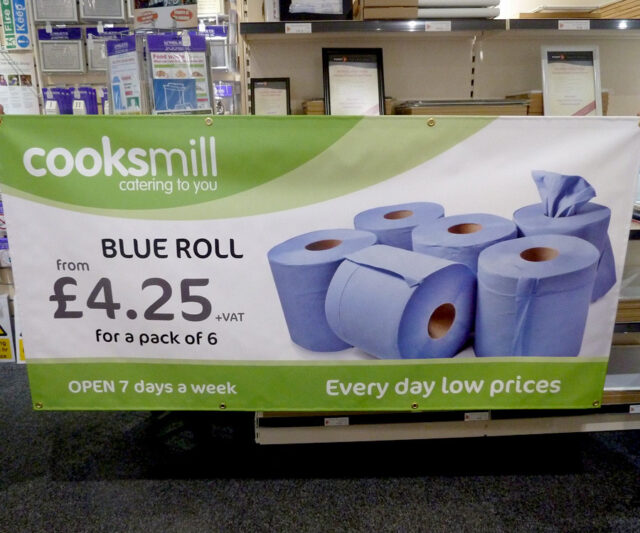 cooksmill
catering to you
BLUE ROLL
from
£4.25 +VAT
for a pack of 6
OPEN 7 days a week
Every day low prices